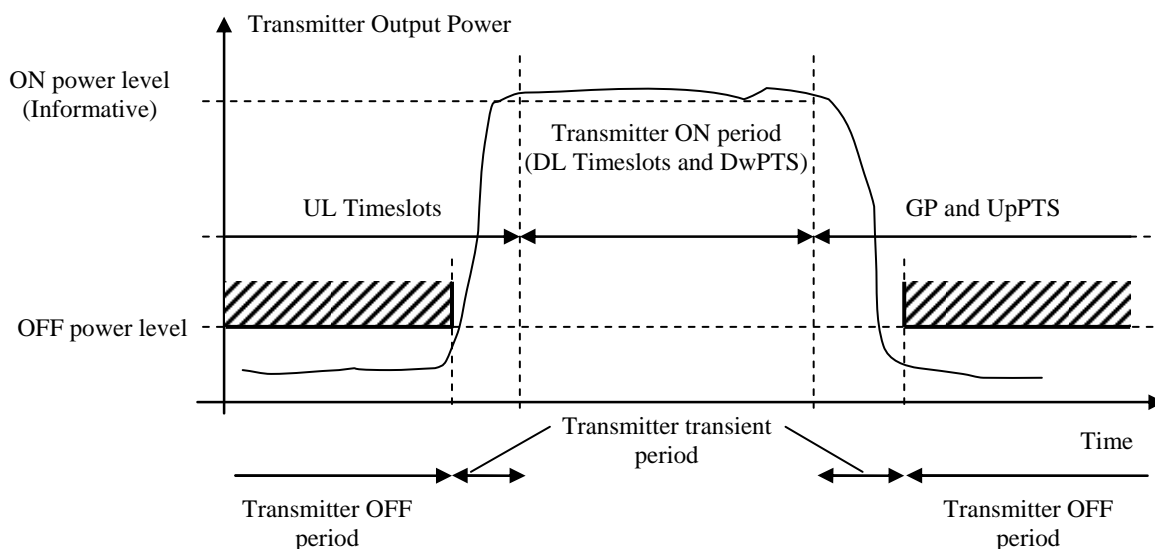 Transmitter Output Power
ON power level
(Informative)
Transmitter ON period
(DL Timeslots and DwPTS)
UL Timeslots
GP and UpPTS
OFF power level
Transmitter transient
period
Time
Transmitter OFF
period
Transmitter OFF
period